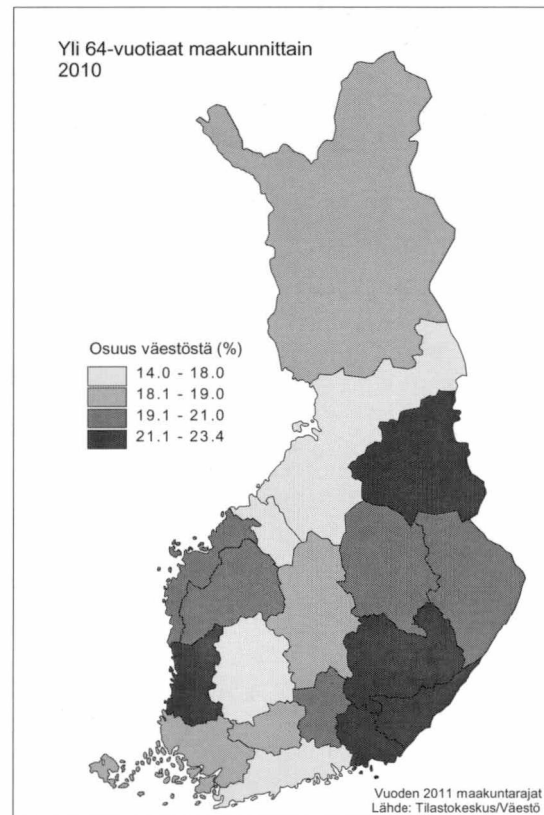 Yli 64-vuotiaat maakunnittain
2010
Osuus väestöstä (%)
14.0 - 18.0
18.1 - 19.0
19.1 - 21.0
21.1 - 23.4
Vuoden 2011 maakuntarajat
Lähde: Tilastokeskus/Väestö